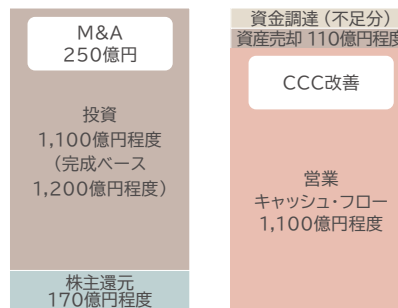 M&A
250億円
投資
1,100億円程度
(完成ベース
1,200億円程度)
株主還元
170億円程度
資金調達(不足分)
資産売却 110億円程度
CCC改善
営業
キャッシュ・フロー
1,100億円程度